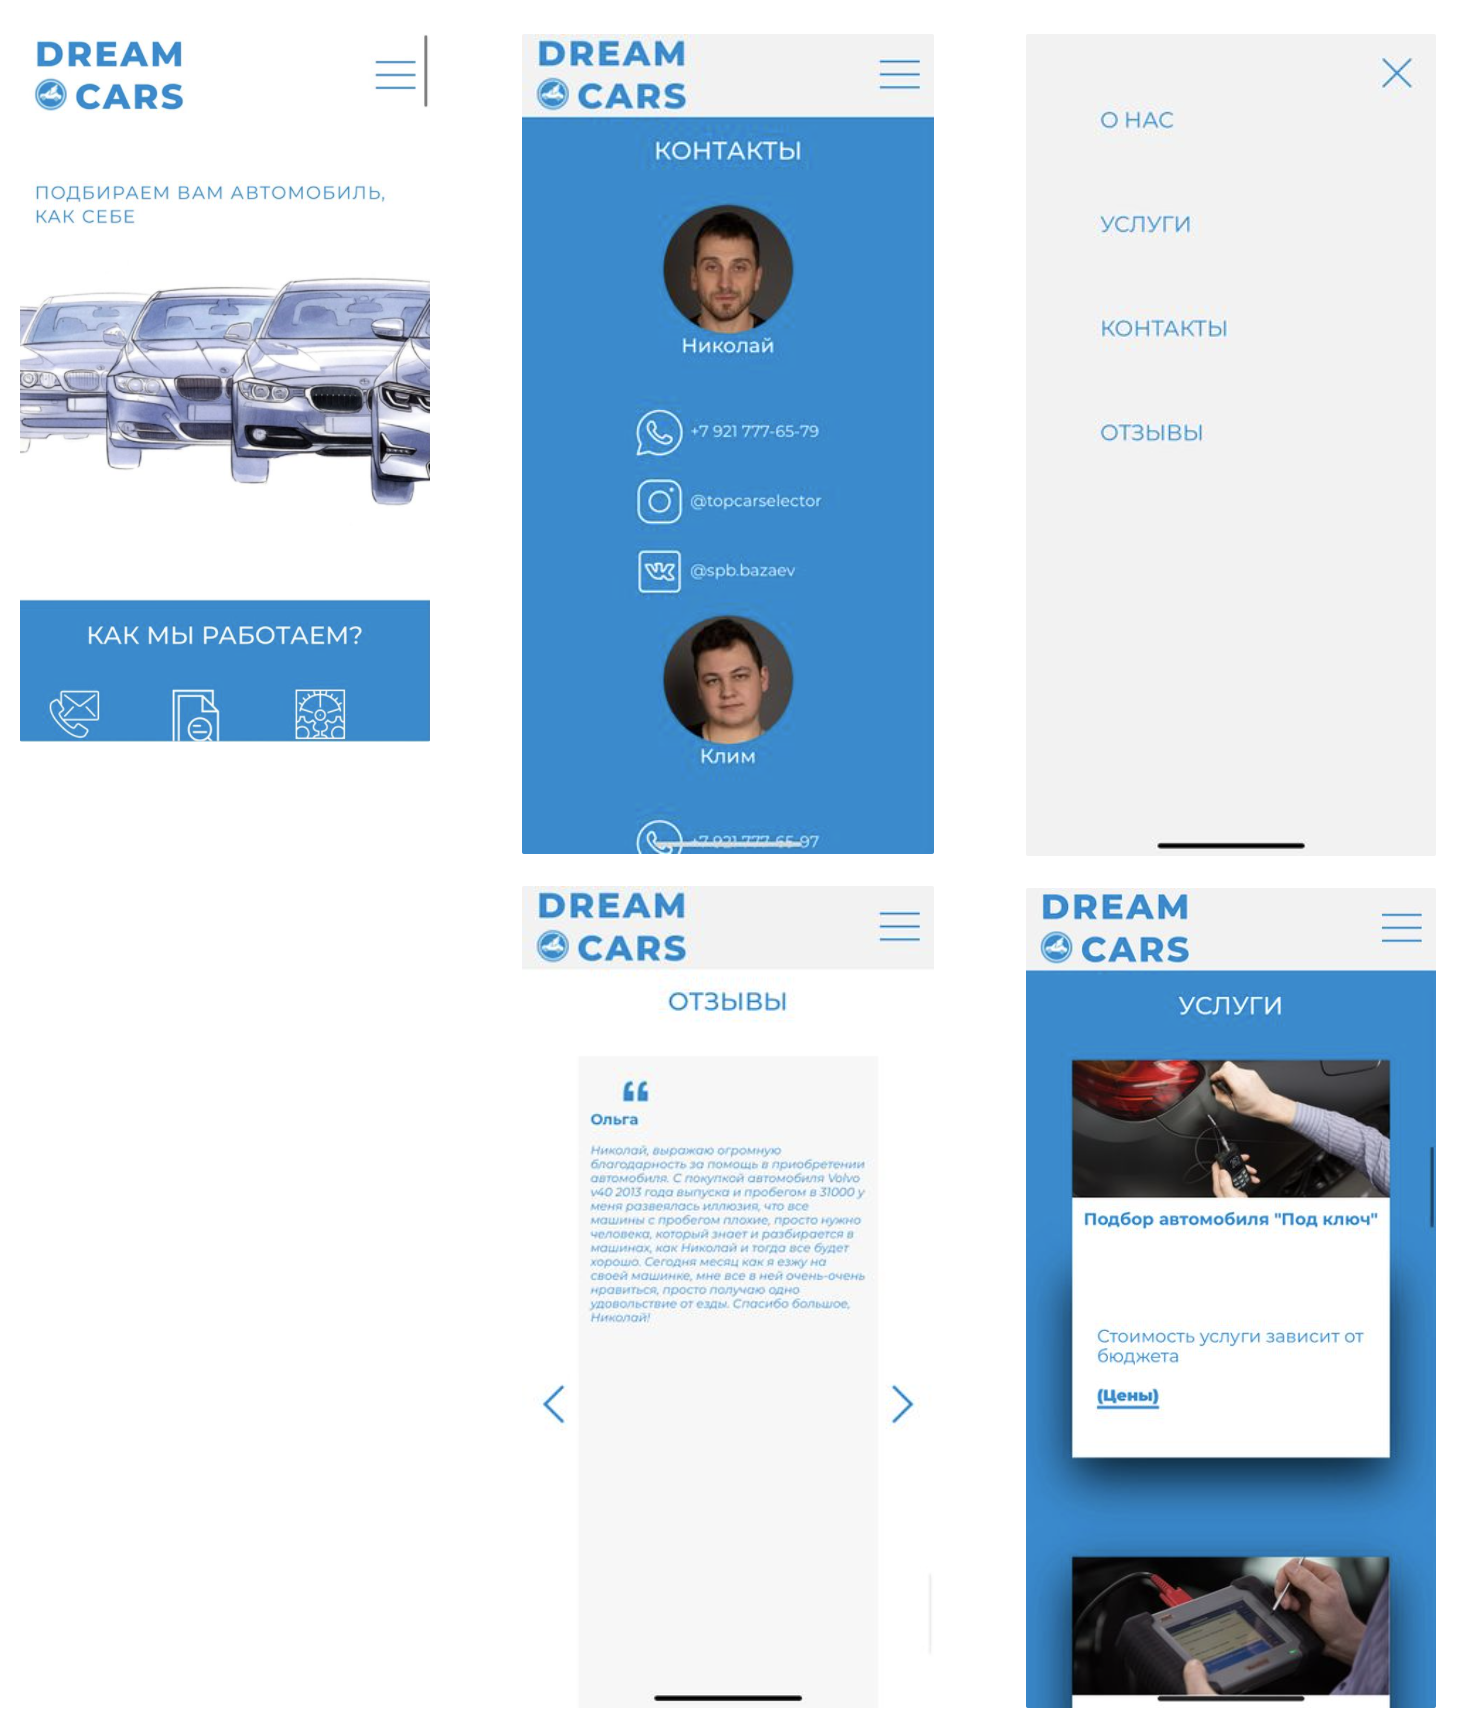 DREAM
CARS
ПОДБИРАЕМ ВАМ АВТОМОБИЛЬ,
КАК СЕБЕ
КАК МЫ РАБОТАЕМ?
DREAM
CARS
КОНТАКТЫ
Николай
+7 921 777-65-79
@topcarselector
@spb.bazaev
Клим
+7 921 777-65-97
О НАС
УСЛУГИ
КОНТАКТЫ
ОТЗЫВЫ
DREAM
CARS
ОТЗЫВЫ
“
Ольга
Николай, выражаю огромную
благодарность за помощь в приобретении
автомобиля. С покупкой автомобиля Volvo
v40 2013 года выпуска и пробегом в 31000 у
меня развеялась иллюзия, что все
машины с пробегом плохие, просто нужно
человека, который знает и разбирается в
машинах, как Николай и тогда все будет
хорошо. Сегодня месяц как я езжу на
своей машинке, мне все в ней очень-очень
нравиться, просто получаю одно
удовольствие от езды. Спасибо большое,
Николай!
DREAM
CARS
УСЛУГИ
Подбор автомобиля "Под ключ"
Стоимость услуги зависит от
бюджета
(Цены)